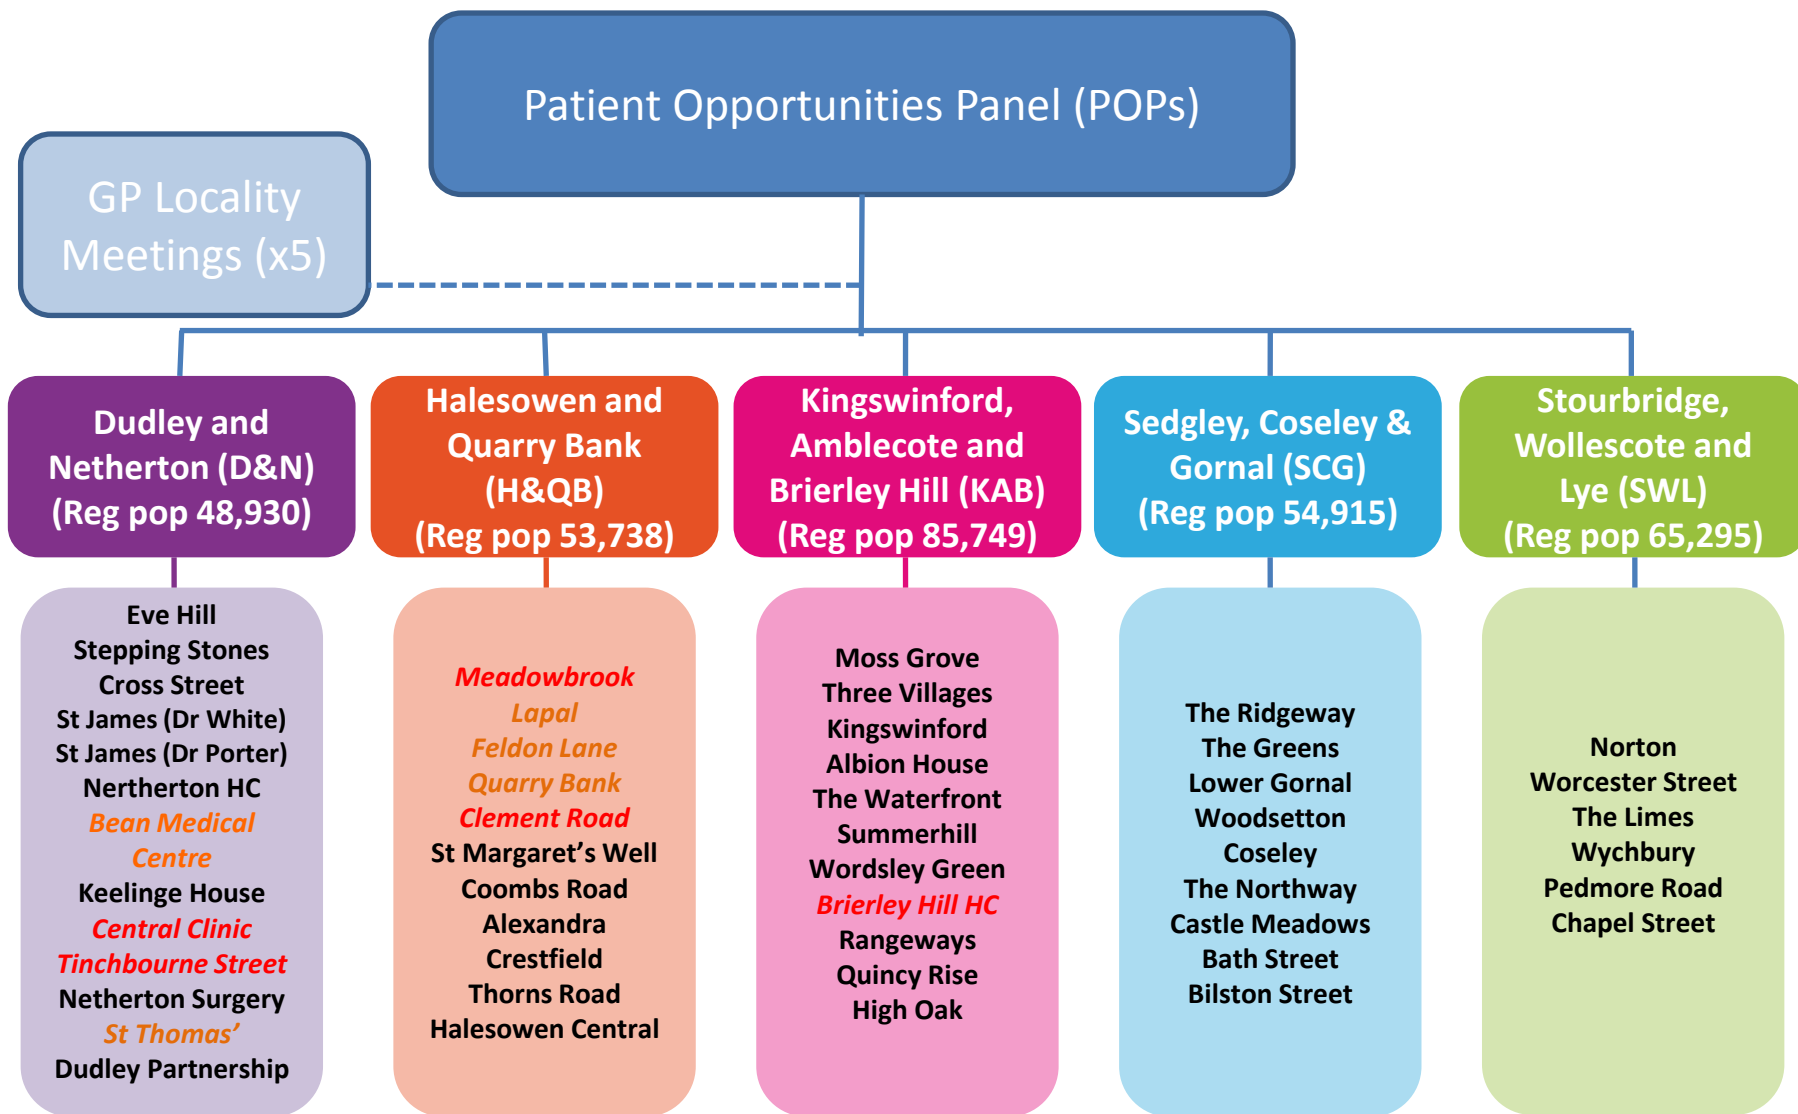 Patient Opportunities Panel (POPs)
GP Locality
Meetings (x5)
Dudley and
Netherton (D&N)
(Reg pop 48,930)
Halesowen and
Quarry Bank
(H&QB)
(Reg pop 53,738)
Kingswinford,
Amblecote and
Brierley Hill (KAB)
(Reg pop 85,749)
Sedgley, Coseley &
Gornal (SCG)
(Reg pop 54,915)
Stourbridge,
Wollescote and
Lye (SWL)
(Reg pop 65,295)
Eve Hill
Stepping Stones
Cross Street
St James (Dr White)
St James (Dr Porter)
Nertherton HC
Bean Medical
Centre
Keelinge House
Central Clinic
Tinchbourne Street
Netherton Surgery
St Thomas’
Dudley Partnership
Meadowbrook
Lapal
Feldon Lane
Quarry Bank
Clement Road
St Margaret’s Well
Coombs Road
Alexandra
Crestfield
Thorns Road
Halesowen Central
Moss Grove
Three Villages
Kingswinford
Albion House
The Waterfront
Summerhill
Wordsley Green
Brierley Hill HC
Rangeways
Quincy Rise
High Oak
The Ridgeway
The Greens
Lower Gornal
Woodsetton
Coseley
The Northway
Castle Meadows
Bath Street
Bilston Street
Norton
Worcester Street
The Limes
Wychbury
Pedmore Road
Chapel Street